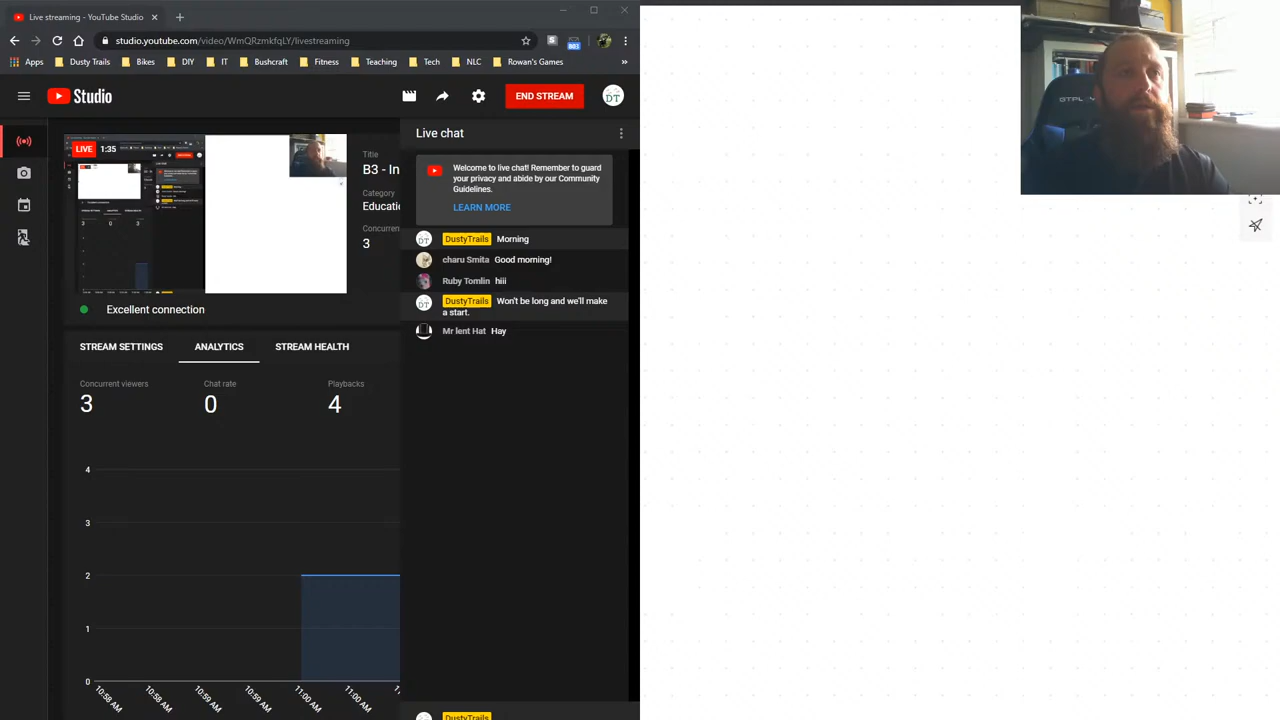 Live streaming - YouTube Studio
studio.youtube.com/video/WmQRzmkfqLY/livestreaming
803
Apps Dusty Trails Bikes DIY IT Bushcraft Fitness Teaching Tech NLC Rowan's Games »
Studio
END STREAM
DT
LIVE 1:35
Title
B3 - In
Category
Educatio
Concurren
3
Excellent connection
STREAM SETTINGS ANALYTICS STREAM HEALTH
Concurrent viewers Chat rate Playbacks
3 0 4
4
3
2
1
0
10:58 AM 10:58 AM 10:59 AM 10:59 AM 11:00 AM 11:00 AM
Live chat
Welcome to live chat! Remember to guard
your privacy and abide by our Community
Guidelines.
LEARN MORE
DT DustyTrails Morning
charu Smita Good morning!
Ruby Tomlin hiii
DT DustyTrails Won't be long and we'll make
a start.
Mr lent Hat Hay
DT DustyTrails
GTPL